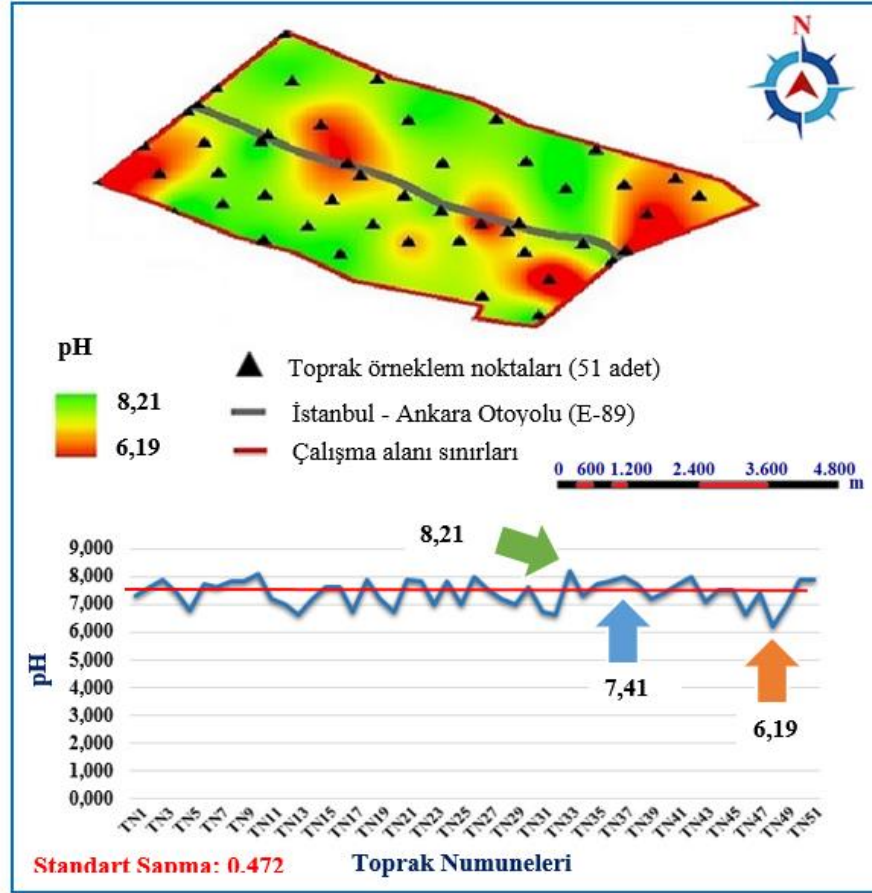 N
pH
8,21
6,19
Toprak örneklem noktaları (51 adet)
İstanbul - Ankara Otoyolu (E-89)
Çalışma alanı sınırları
0 600 1.200 2.400 3.600 4.800
m
8,21
9,000
8,000
7,000
6,000
5,000
4,000
3,000
2,000
1,000
0,000
pH
7,41
6,19
TN1 TN3 TN5 TN7 TN9 TN11 TN13 TN15 TN17 TN19 TN21 TN23 TN25 TN27 TN29 TN31 TN33 TN35 TN37 TN39 TN41 TN43 TN45 TN47 TN49 TN51
Standart Sapma: 0.472
Toprak Numuneleri